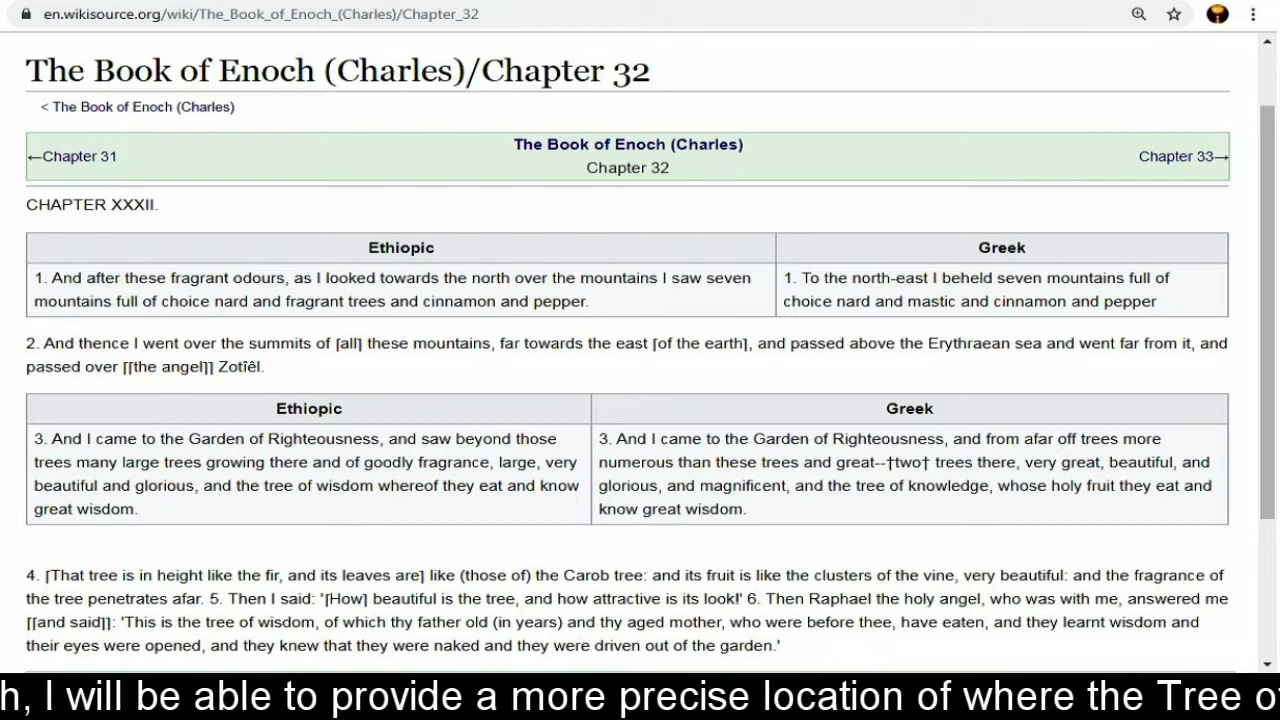 en.wikisource.org/wiki/The_Book_of_Enoch_(Charles)/Chapter_32
The Book of Enoch (Charles)/Chapter 32
< The Book of Enoch (Charles)
←Chapter 31
The Book of Enoch (Charles)
Chapter 32
Chapter 33→
CHAPTER XXXII.
Ethiopic
1. And after these fragrant odours, as I looked towards the north over the mountains I saw seven
mountains full of choice nard and fragrant trees and cinnamon and pepper.
Greek
1. To the north-east I beheld seven mountains full of
choice nard and mastic and cinnamon and pepper
2. And thence I went over the summits of ⌈all⌉ these mountains, far towards the east ⌈of the earth⌉, and passed above the Erythraean sea and went far from it, and
passed over ⌈⌈the angel⌉⌉ Zotîêl.
Ethiopic
3. And I came to the Garden of Righteousness, and saw beyond those
trees many large trees growing there and of goodly fragrance, large, very
beautiful and glorious, and the tree of wisdom whereof they eat and know
great wisdom.
Greek
3. And I came to the Garden of Righteousness, and from afar off trees more
numerous than these trees and great--†two† trees there, very great, beautiful, and
glorious, and magnificent, and the tree of knowledge, whose holy fruit they eat and
know great wisdom.
4. ⌈That tree is in height like the fir, and its leaves are⌉ like (those of) the Carob tree: and its fruit is like the clusters of the vine, very beautiful: and the fragrance of
the tree penetrates afar. 5. Then I said: '⌈How⌉ beautiful is the tree, and how attractive is its look!' 6. Then Raphael the holy angel, who was with me, answered me
⌈⌈and said⌉⌉: 'This is the tree of wisdom, of which thy father old (in years) and thy aged mother, who were before thee, have eaten, and they learnt wisdom and
their eyes were opened, and they knew that they were naked and they were driven out of the garden.'
h, I will be able to provide a more precise location of where the Tree o